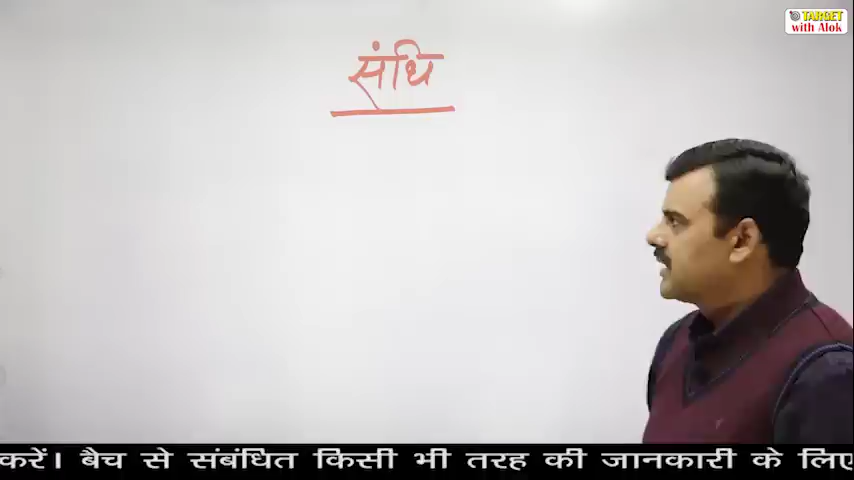 TARGET
with Alok
संधि
करें। बैच से संबंधित किसी भी तरह की जानकारी के लिए